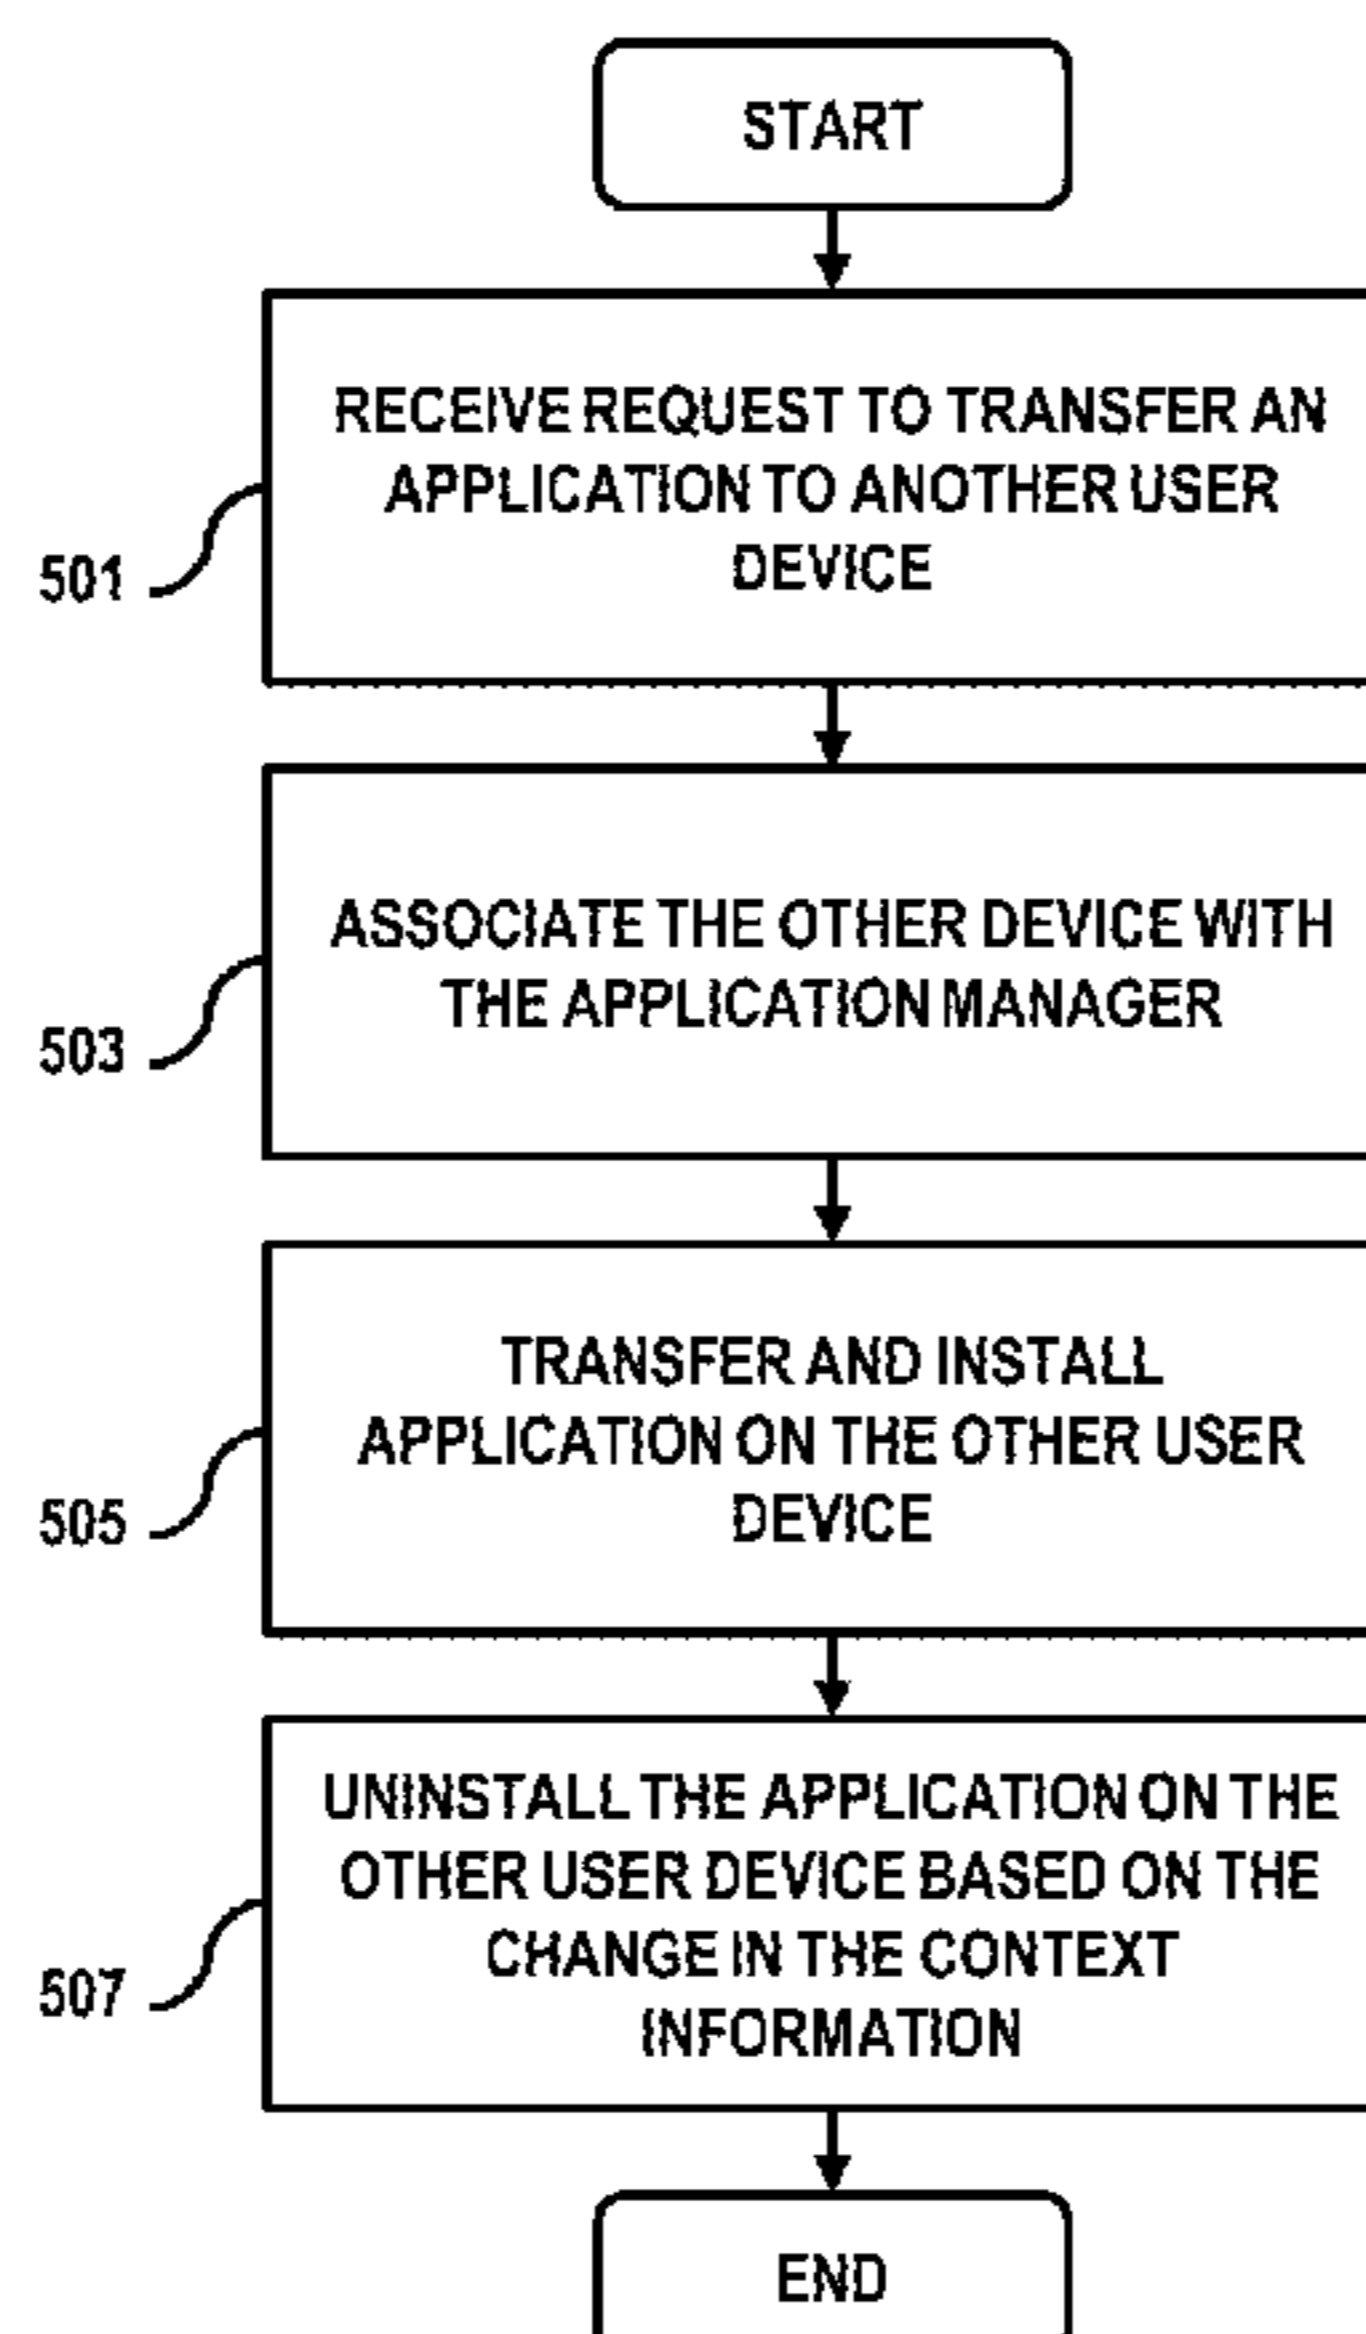 START
RECEIVE REQUEST TO TRANSFER AN
APPLICATION TO ANOTHER USER
DEVICE
501
ASSOCIATE THE OTHER DEVICE WITH
THE APPLICATION MANAGER
503
TRANSFER AND INSTALL
APPLICATION ON THE OTHER USER
DEVICE
505
UNINSTALL THE APPLICATION ON THE
OTHER USER DEVICE BASED ON THE
CHANGE IN THE CONTEXT
INFORMATION
507
END